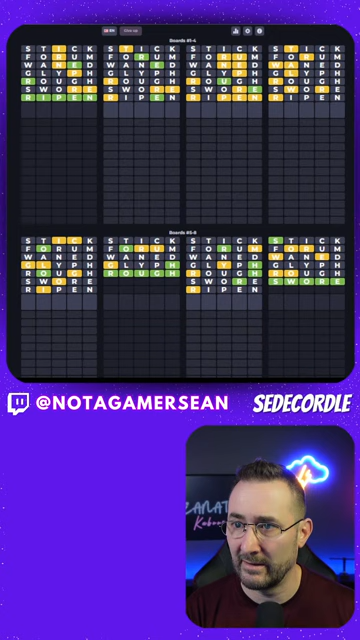 Give up
Boards #1-4
STICK STICK STICK STICK
FORUM FORUM FORUM FORUM
WANED WANED WANED WANED
GLYPH GLYPH GLYPH GLYPH
ROUGH ROUGH ROUGH ROUGH
SWORE SWORE SWORE SWORE
RIPEN RIPEN RIPEN RIPEN
Boards #5-8
STICK STICK STICK STICK
FORUM FORUM FORUM FORUM
WANED WANED WANED WANED
GLYPH GLYPH GLYPH GLYPH
ROUGH ROUGH ROUGH ROUGH
SWORE SWORE SWORE
RIPEN RIPEN
@NOTAGAMERSEAN SEDECORDLE